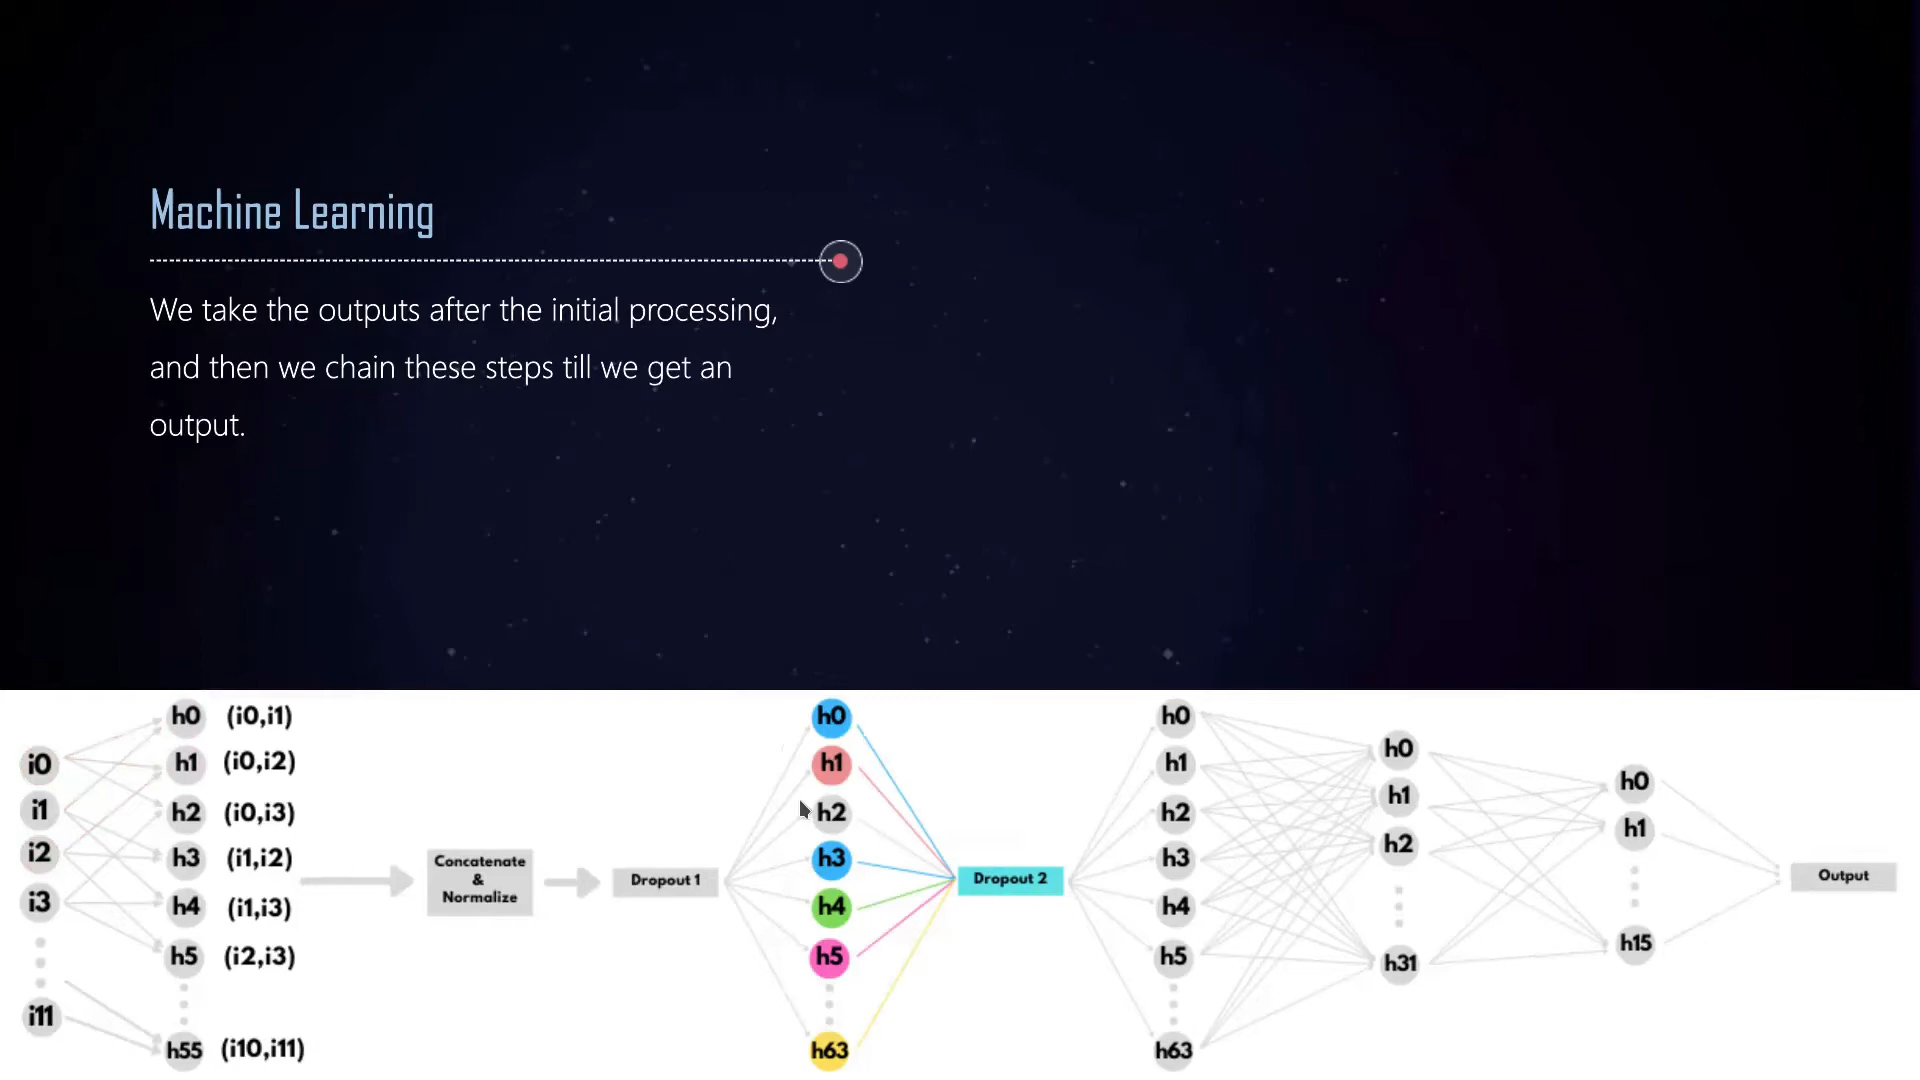 Machine Learning
We take the outputs after the initial processing,
and then we chain these steps till we get an
output.
i0
i1
i2
i3
i11
h0 (i0,i1)
h1 (i0,i2)
h2 (i0,i3)
h3 (i1,i2)
h4 (i1,i3)
h5 (i2,i3)
h55 (i10,i11)
Concatenate
&
Normalize
Dropout 1
h0
h1
h2
h3
h4
h5
h63
Dropout 2
h0
h1
h2
h3
h4
h5
h63
h0
h1
h2
h31
h0
h1
h15
Output